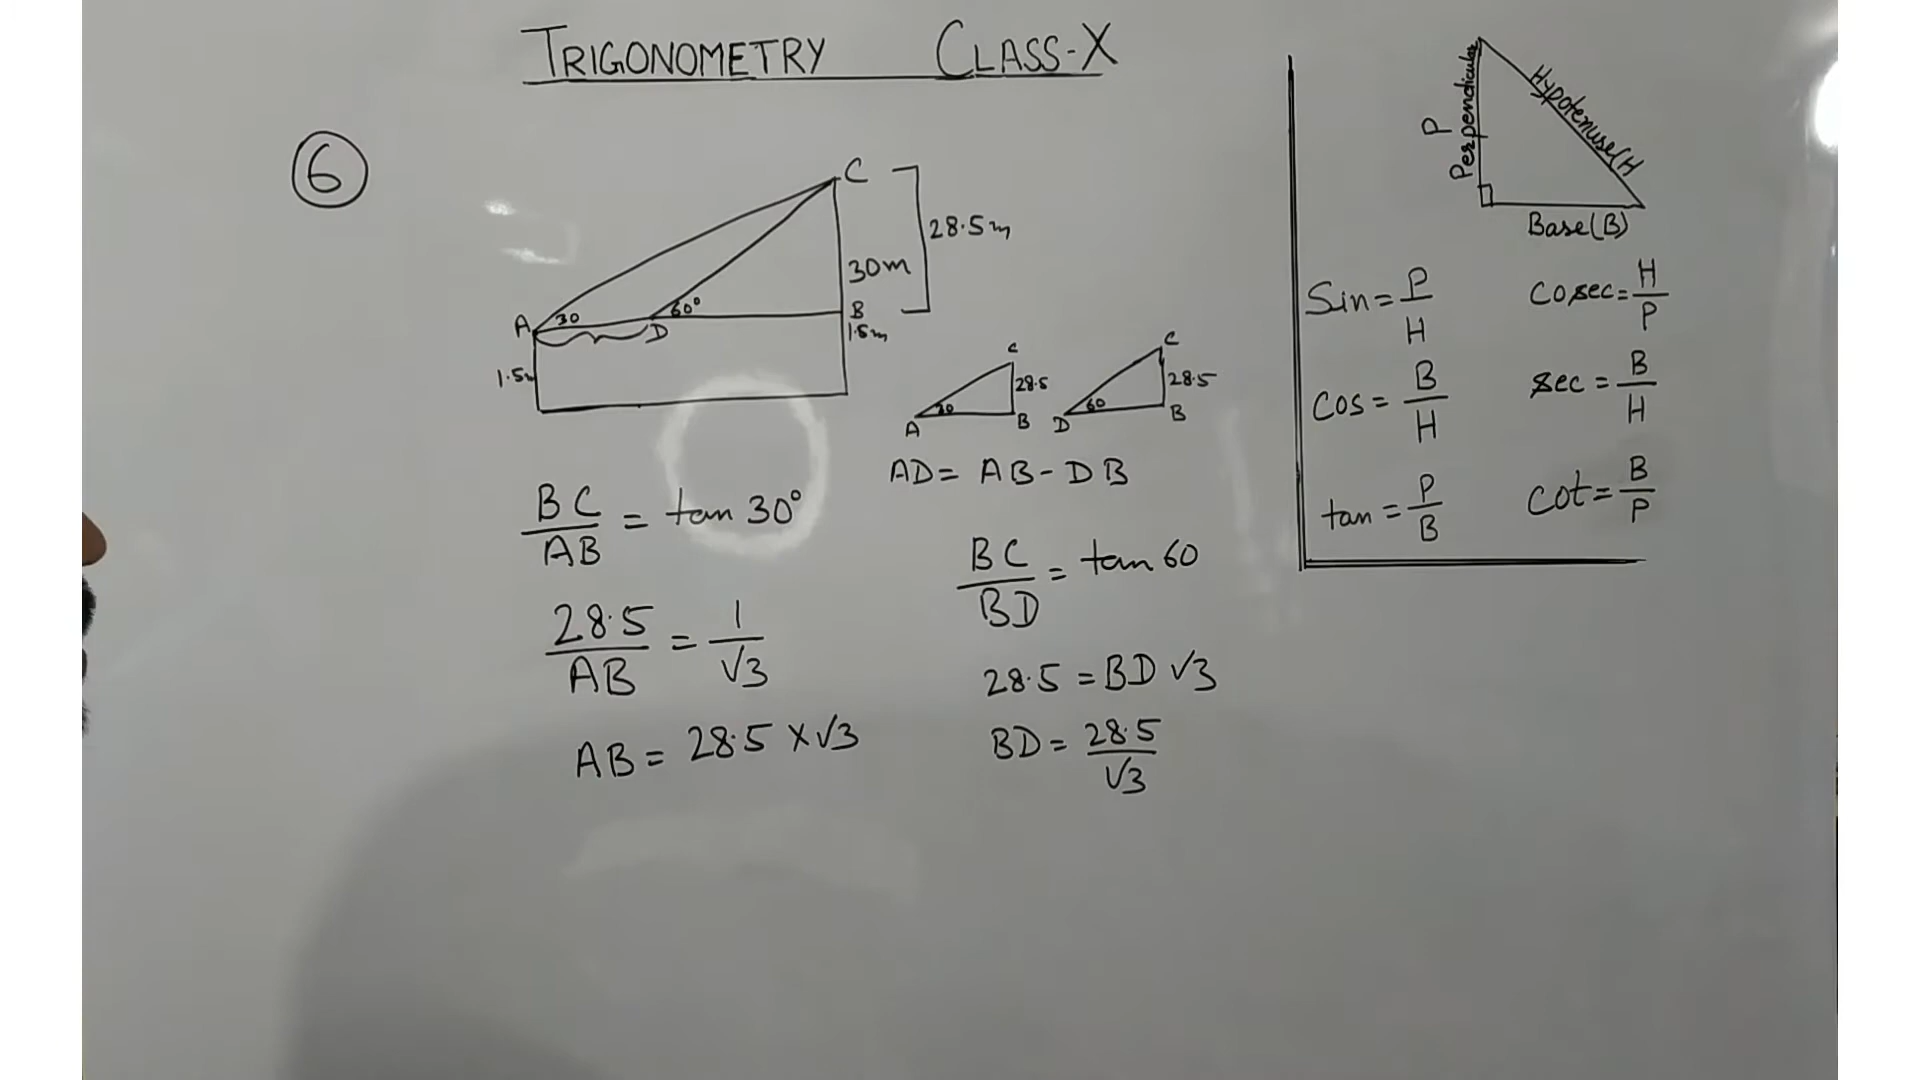 TRIGONOMETRY CLASS-X
6
C
28.5m
30m
A 30 D 60° B
1.5m
1.5m
C
28.5
30
A B
C
28.5
60
D B
AD = AB - DB
BC/AB = tan 30°
28.5/AB = 1/√3
AB = 28.5 x √3
BC/BD = tan 60
28.5 = BD √3
BD = 28.5/√3
P
Perpendicular
Hypotenuse(H
Base(B)
Sin = P/H cosec = H/P
cos = B/H sec = B/H
tan = P/B cot = B/P